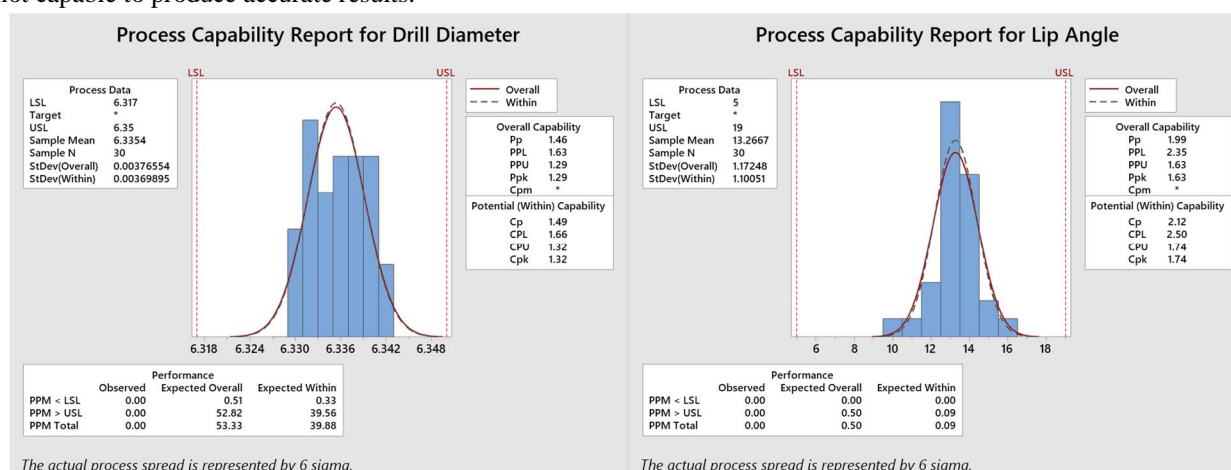 not capable to produce accurate results.
Process Capability Report for Drill Diameter
LSL
USL
Process Data
LSL 6.317
Target *
USL 6.35
Sample Mean 6.3354
Sample N 30
StDev(Overall) 0.00376554
StDev(Within) 0.00369895
Overall
Within
Overall Capability
Pp 1.46
PPL 1.63
PPU 1.29
Ppk 1.29
Cpm *
Potential (Within) Capability
Cp 1.49
CPL 1.66
CPU 1.32
Cpk 1.32
6.318 6.324 6.330 6.336 6.342 6.348
Performance
Observed Expected Overall Expected Within
PPM < LSL 0.00 0.51 0.33
PPM > USL 0.00 52.82 39.56
PPM Total 0.00 53.33 39.88
The actual process spread is represented by 6 sigma.
Process Capability Report for Lip Angle
LSL
USL
Process Data
LSL 5
Target *
USL 19
Sample Mean 13.2667
Sample N 30
StDev(Overall) 1.17248
StDev(Within) 1.10051
Overall
Within
Overall Capability
Pp 1.99
PPL 2.35
PPU 1.63
Ppk 1.63
Cpm *
Potential (Within) Capability
Cp 2.12
CPL 2.50
CPU 1.74
Cpk 1.74
6 8 10 12 14 16 18
Performance
Observed Expected Overall Expected Within
PPM < LSL 0.00 0.00 0.00
PPM > USL 0.00 0.50 0.09
PPM Total 0.00 0.50 0.09
The actual process spread is represented by 6 sigma.